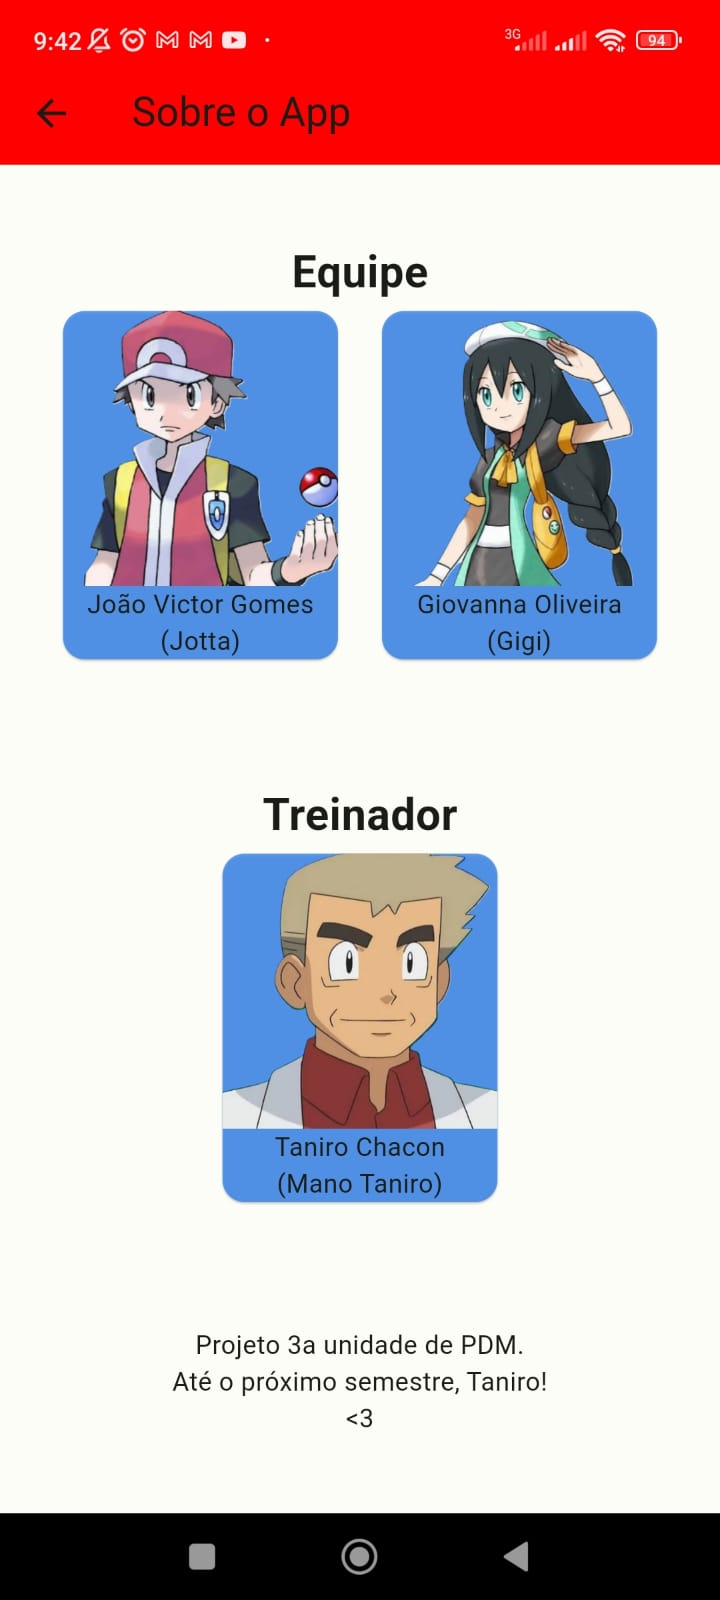 9:42
3G
94
Sobre o App
Equipe
João Victor Gomes
(Jotta)
Giovanna Oliveira
(Gigi)
Treinador
Taniro Chacon
(Mano Taniro)
Projeto 3a unidade de PDM.
Até o próximo semestre, Taniro!
<3